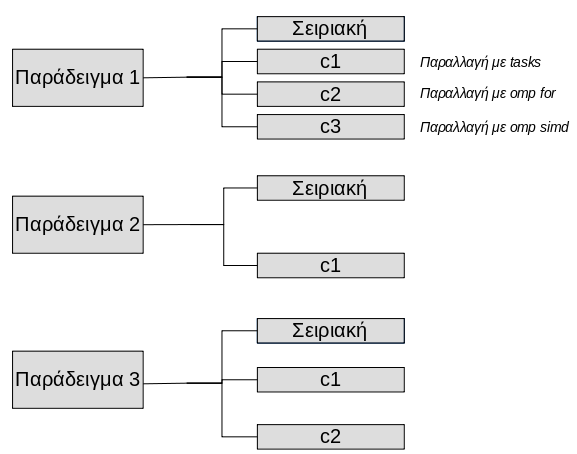 Σειριακή
Παράδειγμα 1
c1
Παραλλαγή με tasks
c2
Παραλλαγή με omp for
c3
Παραλλαγή με omp simd
Σειριακή
Παράδειγμα 2
c1
Σειριακή
Παράδειγμα 3
c1
c2